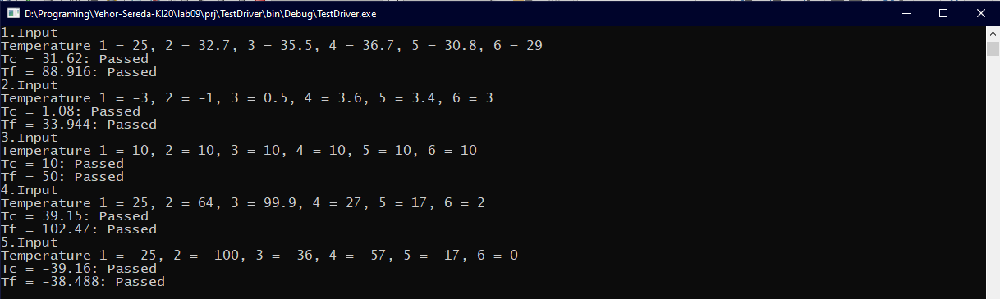 D:\Programing\Yehor-Sereda-KI20\lab09\prj\TestDriver\bin\Debug\TestDriver.exe
1.Input
Temperature 1 = 25, 2 = 32.7, 3 = 35.5, 4 = 36.7, 5 = 30.8, 6 = 29
Tc = 31.62: Passed
Tf = 88.916: Passed
2.Input
Temperature 1 = -3, 2 = -1, 3 = 0.5, 4 = 3.6, 5 = 3.4, 6 = 3
Tc = 1.08: Passed
Tf = 33.944: Passed
3.Input
Temperature 1 = 10, 2 = 10, 3 = 10, 4 = 10, 5 = 10, 6 = 10
Tc = 10: Passed
Tf = 50: Passed
4.Input
Temperature 1 = 25, 2 = 64, 3 = 99.9, 4 = 27, 5 = 17, 6 = 2
Tc = 39.15: Passed
Tf = 102.47: Passed
5.Input
Temperature 1 = -25, 2 = -100, 3 = -36, 4 = -57, 5 = -17, 6 = 0
Tc = -39.16: Passed
Tf = -38.488: Passed